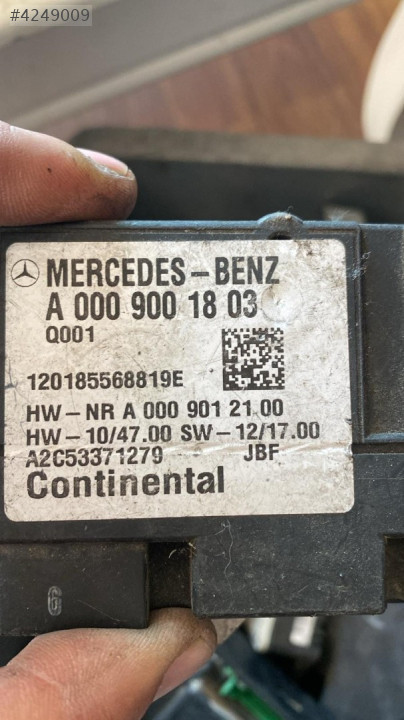 #4249009
MERCEDES-BENZ
A 000 900 18 03
Q001
120185568819E
HW-NR A 000 901 21 00
HW-10/47.00 SW-12/17.00
A2C53371279 JBF
Continental
6